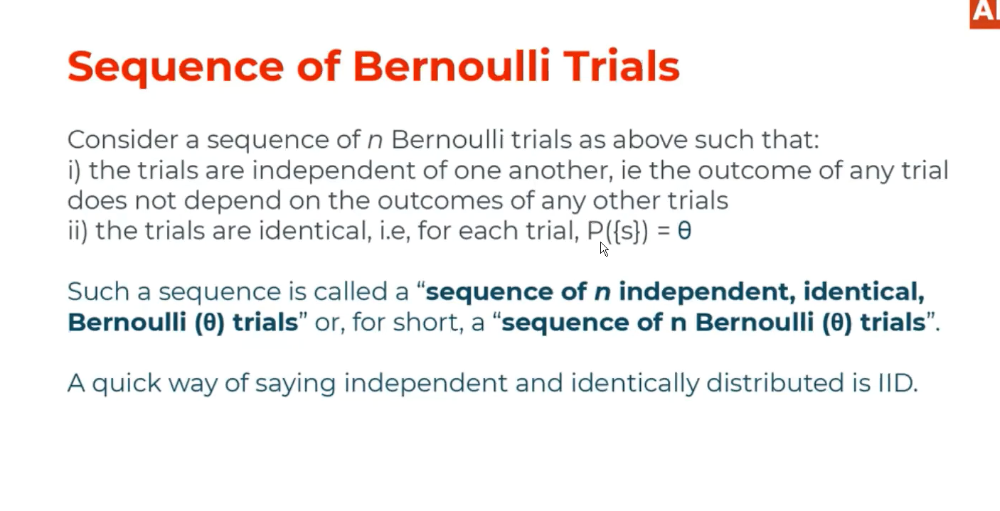 AI
Sequence of Bernoulli Trials
Consider a sequence of n Bernoulli trials as above such that:
i) the trials are independent of one another, ie the outcome of any trial
does not depend on the outcomes of any other trials
ii) the trials are identical, i.e, for each trial, P({s}) = θ
Such a sequence is called a “sequence of n independent, identical,
Bernoulli (θ) trials” or, for short, a “sequence of n Bernoulli (θ) trials”.
A quick way of saying independent and identically distributed is IID.